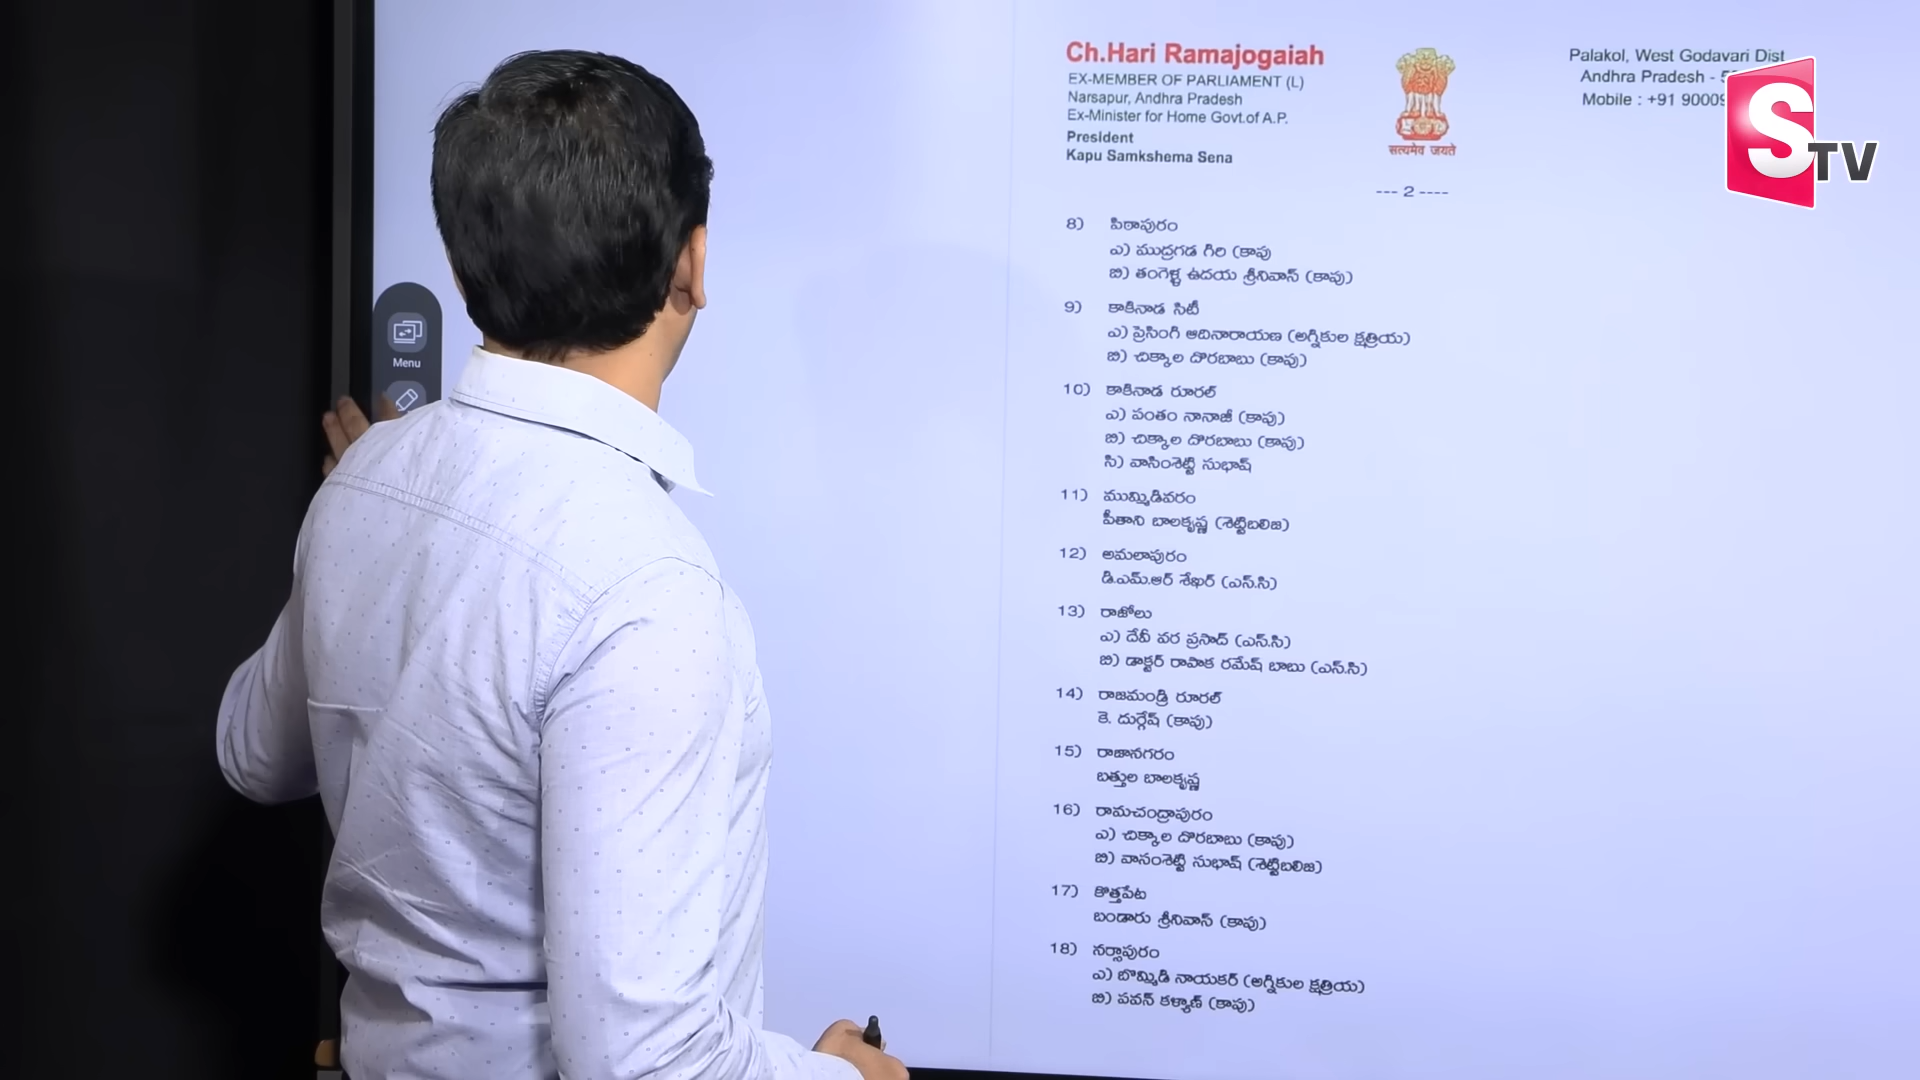 Ch.Hari Ramajogaiah
EX-MEMBER OF PARLIAMENT (L)
Narsapur, Andhra Pradesh
Ex-Minister for Home Govt.of A.P.
President
Kapu Samkshema Sena
सत्यमेव जयते
Palakol, West Godavari Dist
Andhra Pradesh -
Mobile : +91 9000
S TV
--- 2 ----
8) పిఠాపురం
ఎ) ముద్రగడ గిరి (కాపు
బి) తంగెళ్ళ ఉదయ శ్రీనివాస్ (కాపు)
9) కాకినాడ సిటీ
ఎ) ప్రెసింగి ఆదినారాయణ (అగ్నికుల క్షత్రియ)
బి) చిక్కాల దొరబాబు (కాపు)
10) కాకినాడ రూరల్
ఎ) పంతం నానాజీ (కాపు)
బి) చిక్కాల దొరబాబు (కాపు)
సి) వాసింశెట్టి సుభాష్
11) ముమ్మిడివరం
పితాని బాలకృష్ణ (శెట్టిబలిజ)
12) అమలాపురం
డి.ఎమ్.ఆర్ శేఖర్ (ఎస్.సి)
13) రాజోలు
ఎ) దేవీ వర ప్రసాద్ (ఎస్.సి)
బి) డాక్టర్ రాపాక రమేష్ బాబు (ఎస్.సి)
14) రాజమండ్రి రూరల్
కె. దుర్గేష్ (కాపు)
15) రాజానగరం
బత్తుల బాలకృష్ణ
16) రామచంద్రాపురం
ఎ) చిక్కాల దొరబాబు (కాపు)
బి) వాసంశెట్టి సుభాష్ (శెట్టిబలిజ)
17) కొత్తపేట
బండారు శ్రీనివాస్ (కాపు)
18) నర్సాపురం
ఎ) బొమ్మిడి నాయకర్ (అగ్నికుల క్షత్రియ)
బి) పవన్ కళ్యాణ్ (కాపు)
Menu